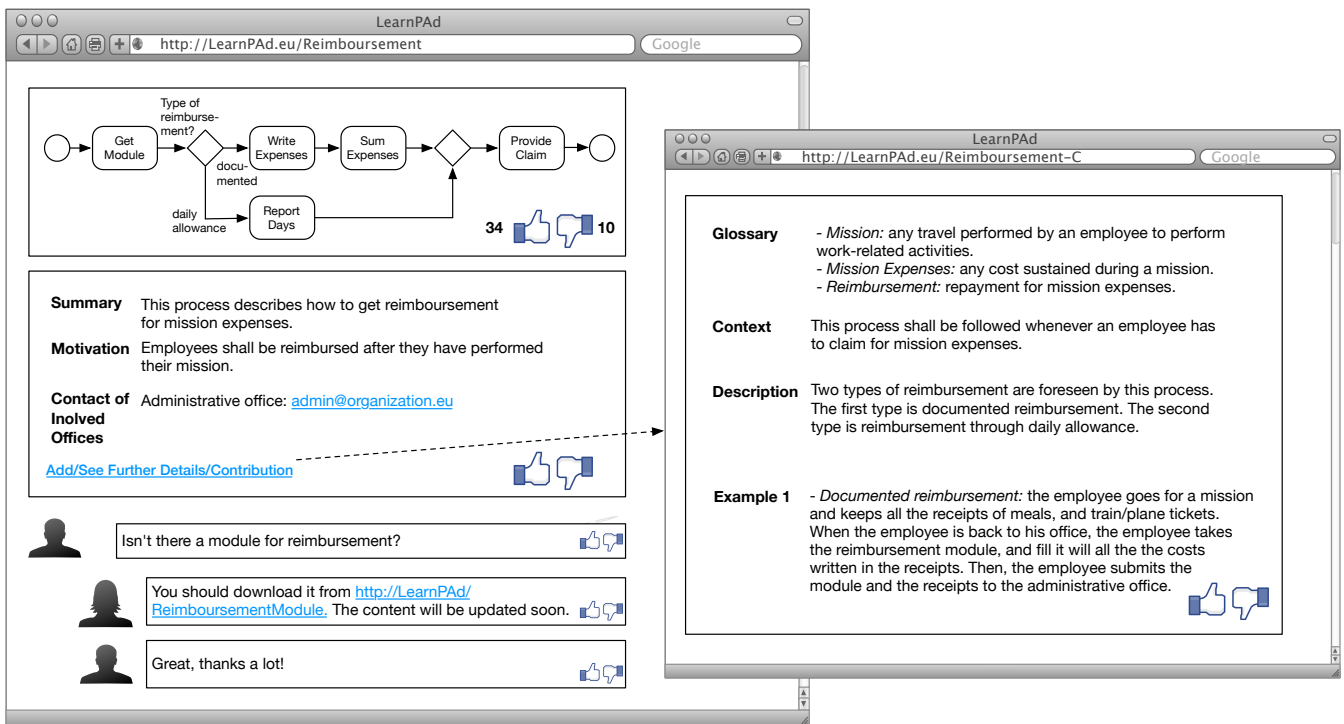 LearnPAd
http://LearnPAd.eu/Reimboursement
Google
Type of
reimburse-
ment?
Get
Module
Write
Expenses
Sum
Expenses
Provide
Claim
docu-
mented
daily
allowance
Report
Days
34
10
Summary
This process describes how to get reimboursement
for mission expenses.
Motivation
Employees shall be reimbursed after they have performed
their mission.
Contact of
Inolved
Offices
Administrative office: admin@organization.eu
Add/See Further Details/Contribution
Isn't there a module for reimbursement?
You should download it from http://LearnPAd/
ReimboursementModule. The content will be updated soon.
Great, thanks a lot!
LearnPAd
http://LearnPAd.eu/Reimboursement-C
Google
Glossary
- Mission: any travel performed by an employee to perform
work-related activities.
- Mission Expenses: any cost sustained during a mission.
- Reimbursement: repayment for mission expenses.
Context
This process shall be followed whenever an employee has
to claim for mission expenses.
Description
Two types of reimbursement are foreseen by this process.
The first type is documented reimbursement. The second
type is reimbursement through daily allowance.
Example 1
- Documented reimbursement: the employee goes for a mission
and keeps all the receipts of meals, and train/plane tickets.
When the employee is back to his office, the employee takes
the reimbursement module, and fill it will all the the costs
written in the receipts. Then, the employee submits the
module and the receipts to the administrative office.